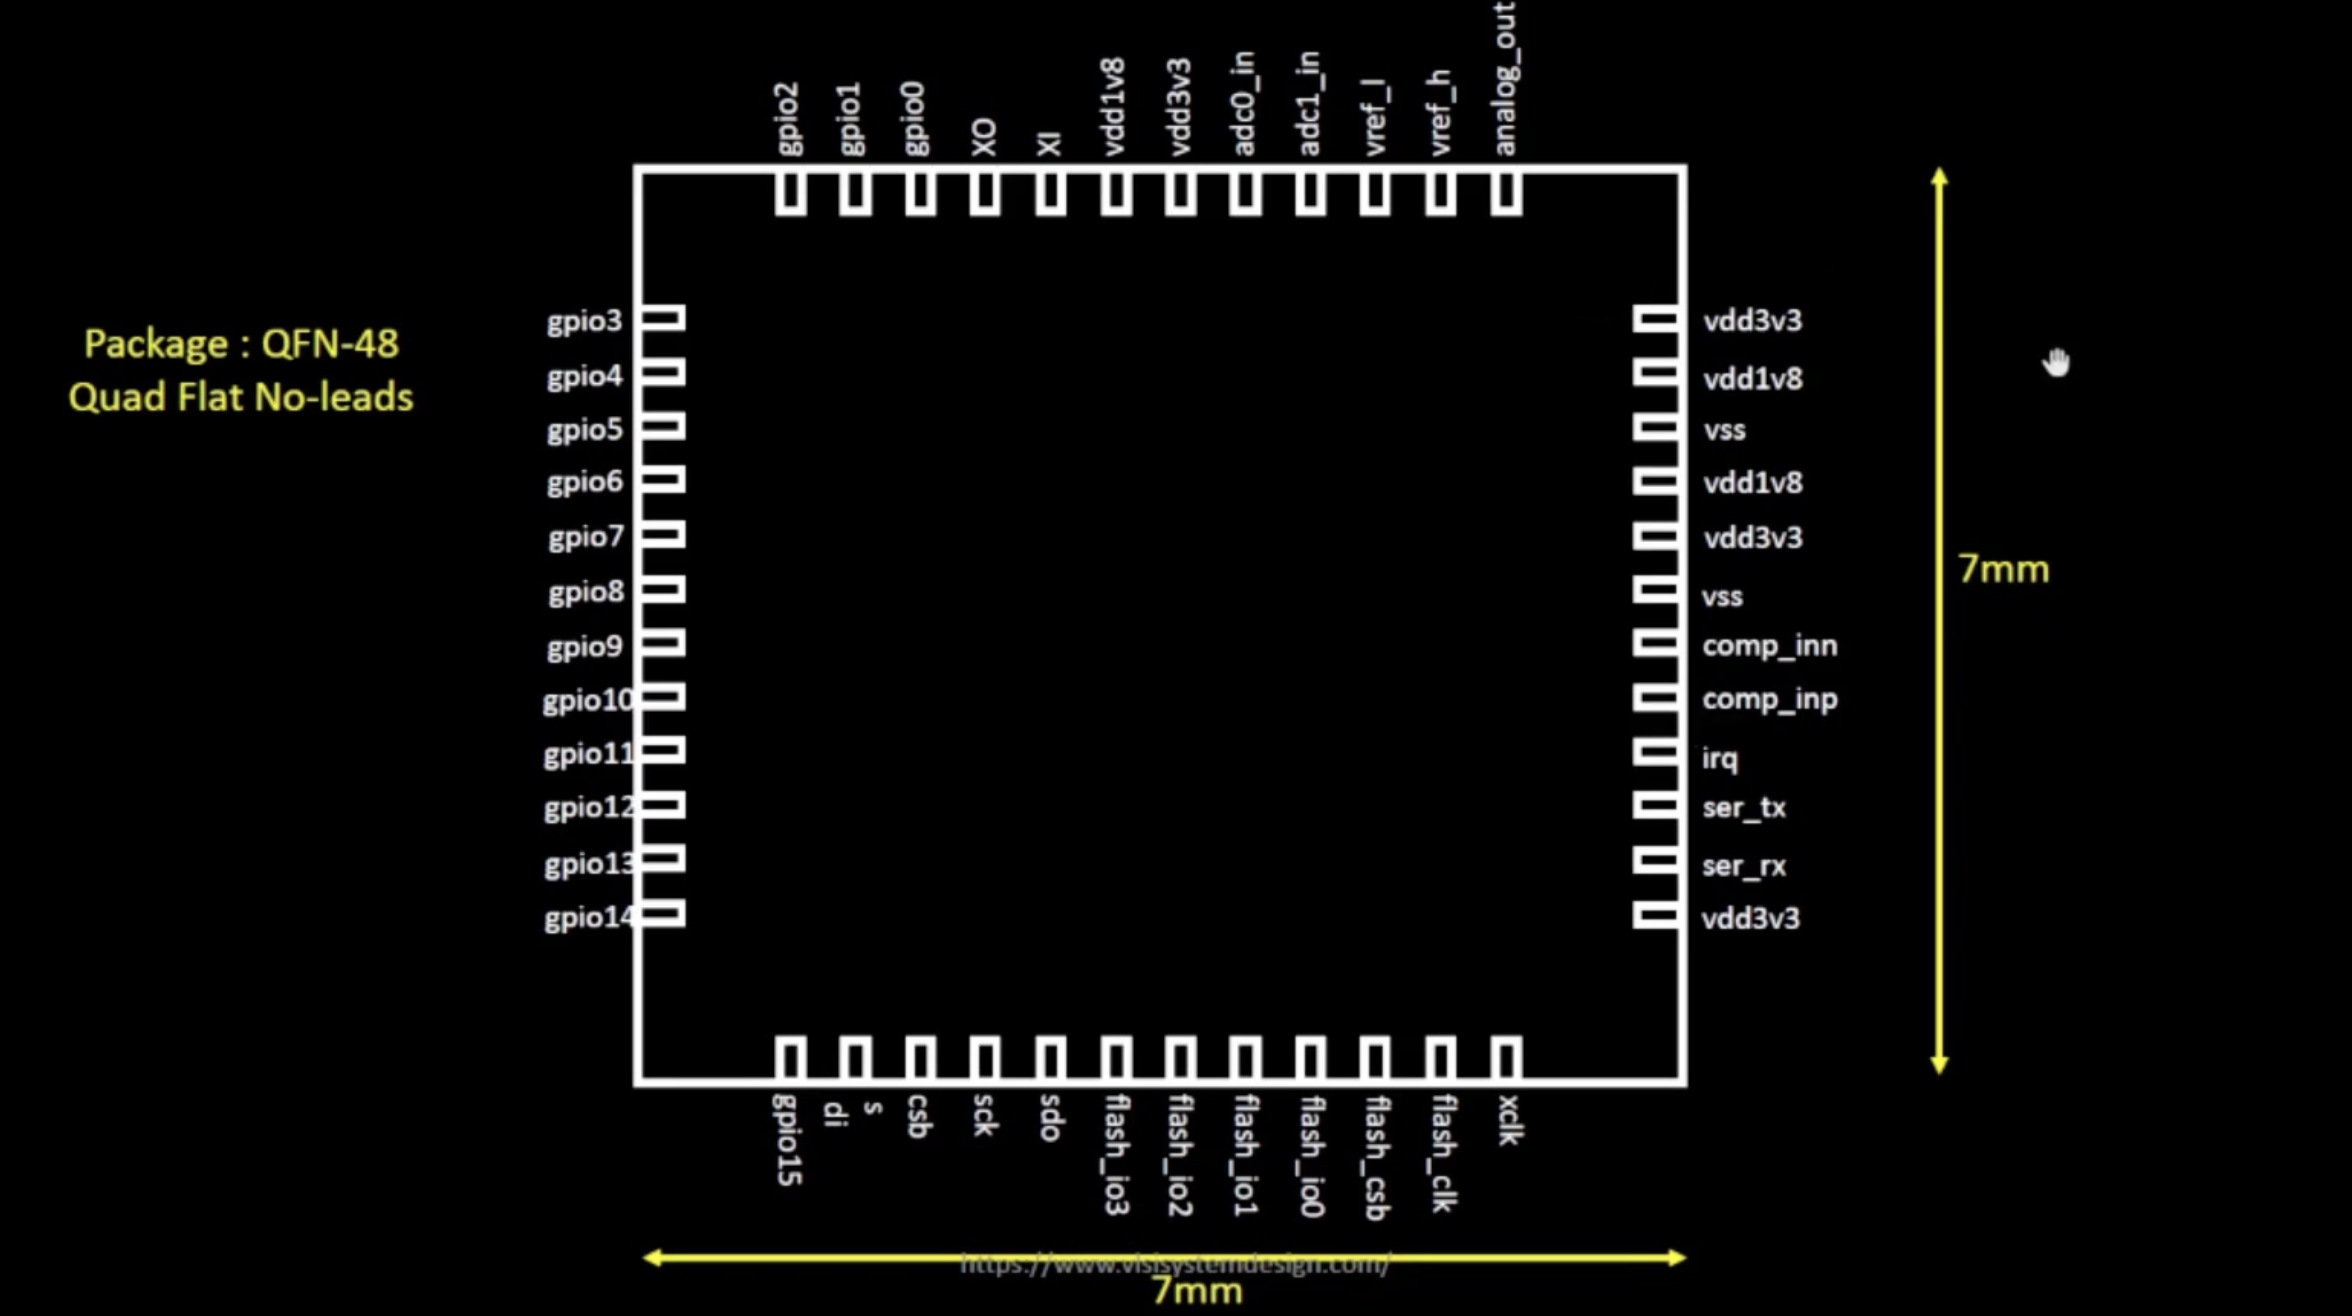 gpio2
gpio1
gpio0
XO
XI
vdd1v8
vdd3v3
adc0_in
adc1_in
vref_l
vref_h
analog_out
Package : QFN-48
Quad Flat No-leads
gpio3
gpio4
gpio5
gpio6
gpio7
gpio8
gpio9
gpio10
gpio11
gpio12
gpio13
gpio14
vdd3v3
vdd1v8
vss
vdd1v8
vdd3v3
vss
comp_inn
comp_inp
irq
ser_tx
ser_rx
vdd3v3
7mm
gpio15
s
di
csb
sck
sdo
flash_io3
flash_io2
flash_io1
flash_io0
flash_csb
flash_clk
xclk
https://www.vlsisystemdesign.com/
7mm